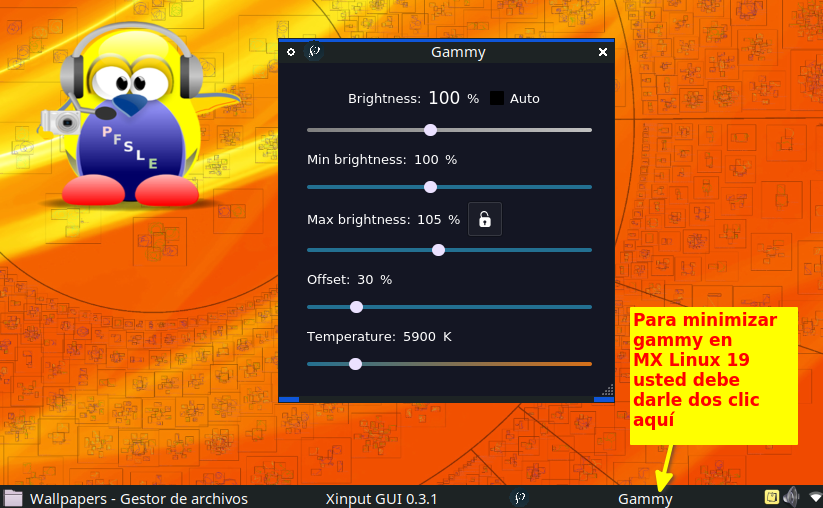 Gammy
Brightness: 100 % Auto
Min brightness: 100 %
Max brightness: 105 %
Offset: 30 %
Temperature: 5900 K
PFSLE
Para minimizar
gammy en
MX Linux 19
usted debe
darle dos clic
aquí
Wallpapers - Gestor de archivos Xinput GUI 0.3.1 Gammy